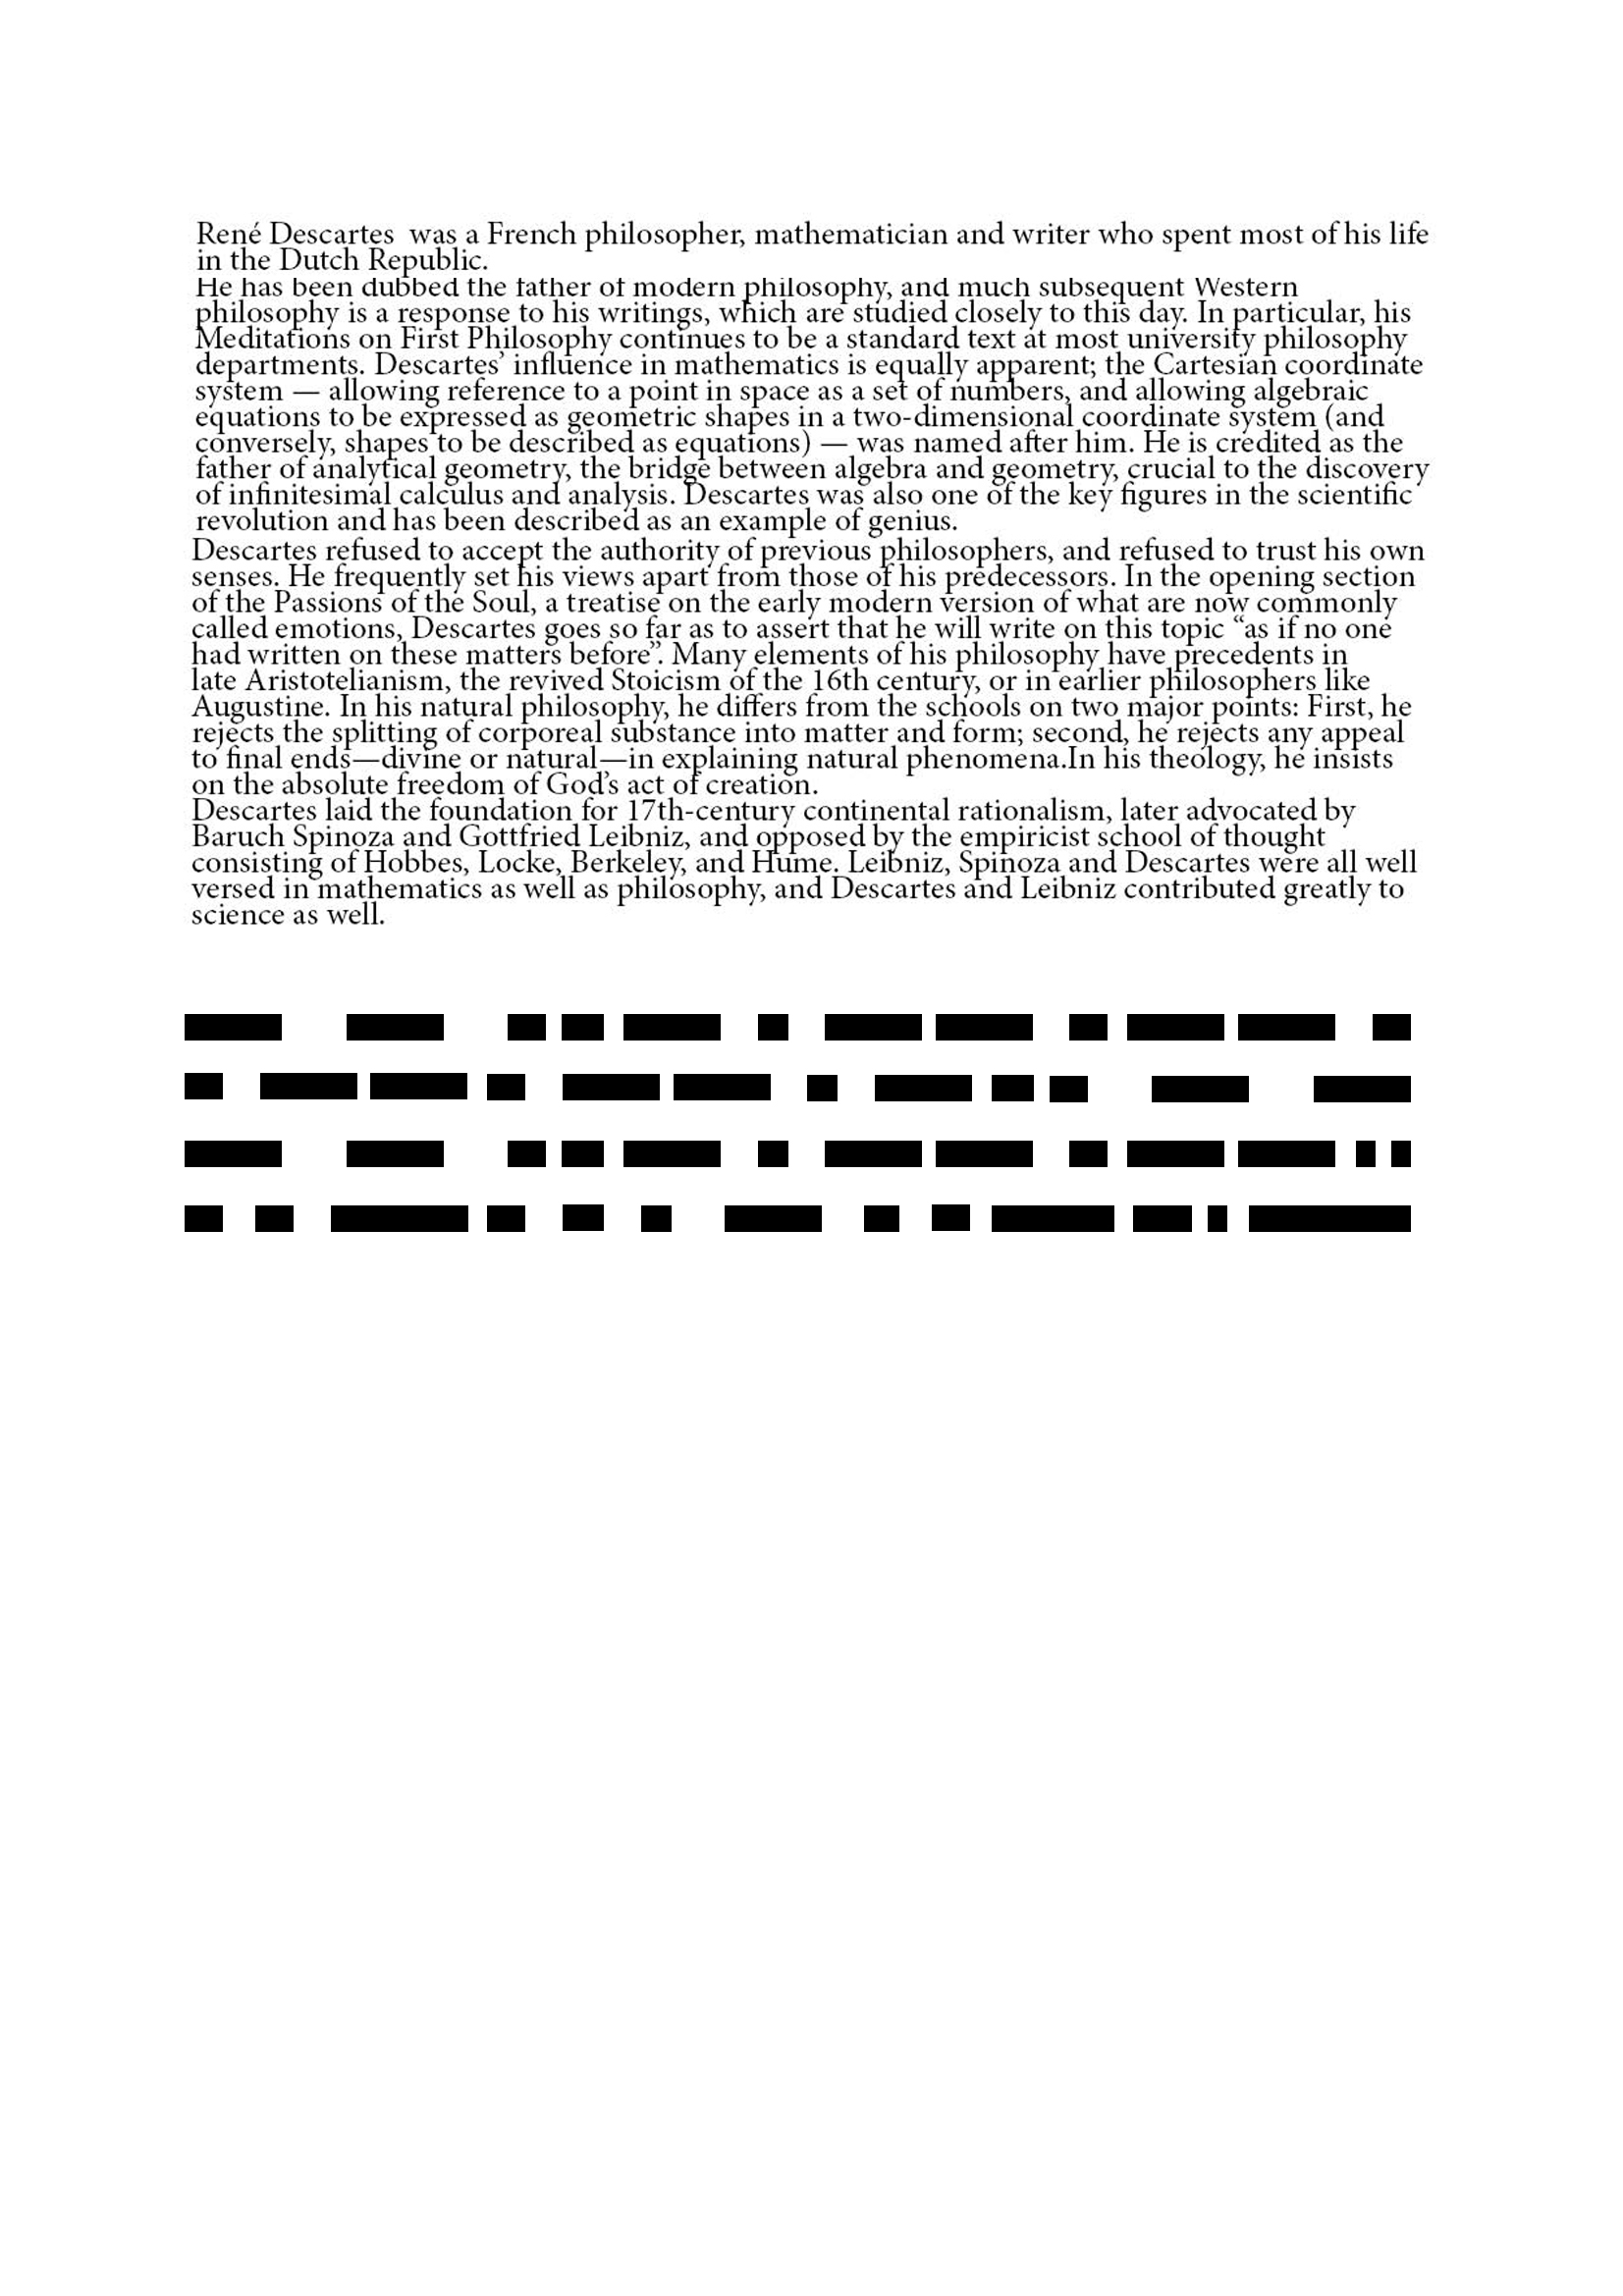 René Descartes  was a French philosopher, mathematician and writer who spent most of his life
in the Dutch Republic.
He has been dubbed the father of modern philosophy, and much subsequent Western
philosophy is a response to his writings, which are studied closely to this day. In particular, his
Meditations on First Philosophy continues to be a standard text at most university philosophy
departments. Descartes’ influence in mathematics is equally apparent; the Cartesian coordinate
system — allowing reference to a point in space as a set of numbers, and allowing algebraic
equations to be expressed as geometric shapes in a two-dimensional coordinate system (and
conversely, shapes to be described as equations) — was named after him. He is credited as the
father of analytical geometry, the bridge between algebra and geometry, crucial to the discovery
of infinitesimal calculus and analysis. Descartes was also one of the key figures in the scientific
revolution and has been described as an example of genius.
Descartes refused to accept the authority of previous philosophers, and refused to trust his own
senses. He frequently set his views apart from those of his predecessors. In the opening section
of the Passions of the Soul, a treatise on the early modern version of what are now commonly
called emotions, Descartes goes so far as to assert that he will write on this topic “as if no one
had written on these matters before”. Many elements of his philosophy have precedents in
late Aristotelianism, the revived Stoicism of the 16th century, or in earlier philosophers like
Augustine. In his natural philosophy, he differs from the schools on two major points: First, he
rejects the splitting of corporeal substance into matter and form; second, he rejects any appeal
to final ends—divine or natural—in explaining natural phenomena.In his theology, he insists
on the absolute freedom of God’s act of creation.
Descartes laid the foundation for 17th-century continental rationalism, later advocated by
Baruch Spinoza and Gottfried Leibniz, and opposed by the empiricist school of thought
consisting of Hobbes, Locke, Berkeley, and Hume. Leibniz, Spinoza and Descartes were all well
versed in mathematics as well as philosophy, and Descartes and Leibniz contributed greatly to
science as well.